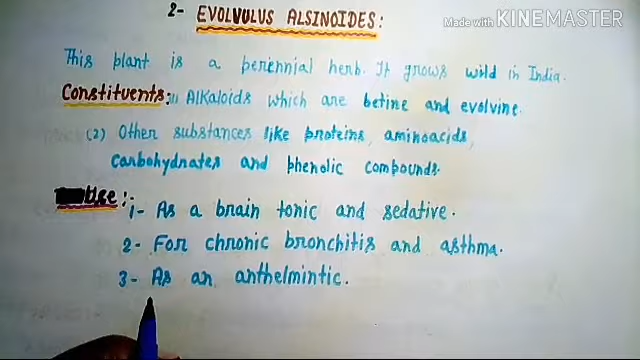 2- EVOLVULUS ALSINOIDES:
Made with KINEMASTER
This plant is a perennial herb. It grows wild in India.
Constituents: (1) Alkaloids which are betine and evolvine.
(2) Other substances like proteins, aminoacids,
carbohydrates and phenolic compounds.
Use:-
1- As a brain tonic and sedative.
2- For chronic bronchitis and asthma.
3- As an anthelmintic.